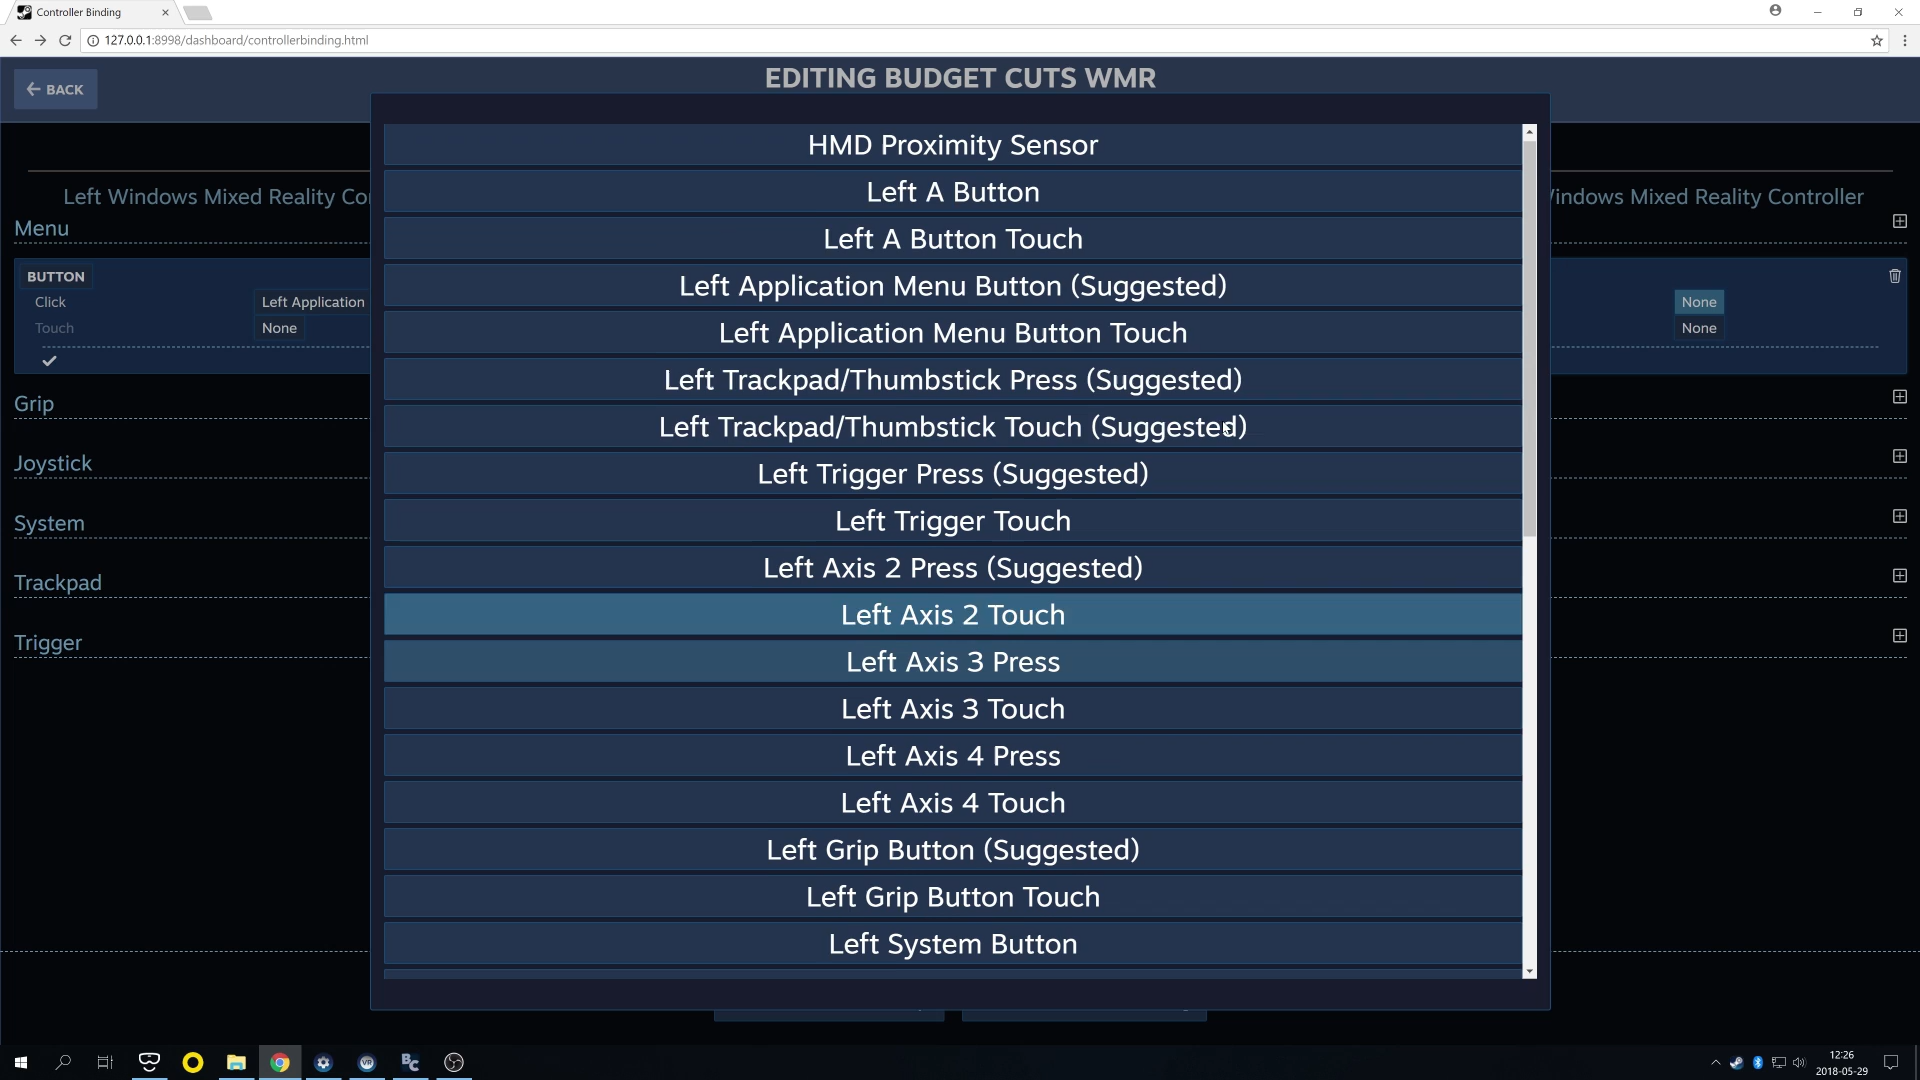 Controller Binding
127.0.0.1:8998/dashboard/controllerbinding.html
BACK
EDITING BUDGET CUTS WMR
Left Windows Mixed Reality Co
Menu
BUTTON
Click
Left Application
Touch
None
Grip
Joystick
System
Trackpad
Trigger
HMD Proximity Sensor
Left A Button
Left A Button Touch
Left Application Menu Button (Suggested)
Left Application Menu Button Touch
Left Trackpad/Thumbstick Press (Suggested)
Left Trackpad/Thumbstick Touch (Suggested)
Left Trigger Press (Suggested)
Left Trigger Touch
Left Axis 2 Press (Suggested)
Left Axis 2 Touch
Left Axis 3 Press
Left Axis 3 Touch
Left Axis 4 Press
Left Axis 4 Touch
Left Grip Button (Suggested)
Left Grip Button Touch
Left System Button
indows Mixed Reality Controller
None
None
VR
BC
12:26
2018-05-29